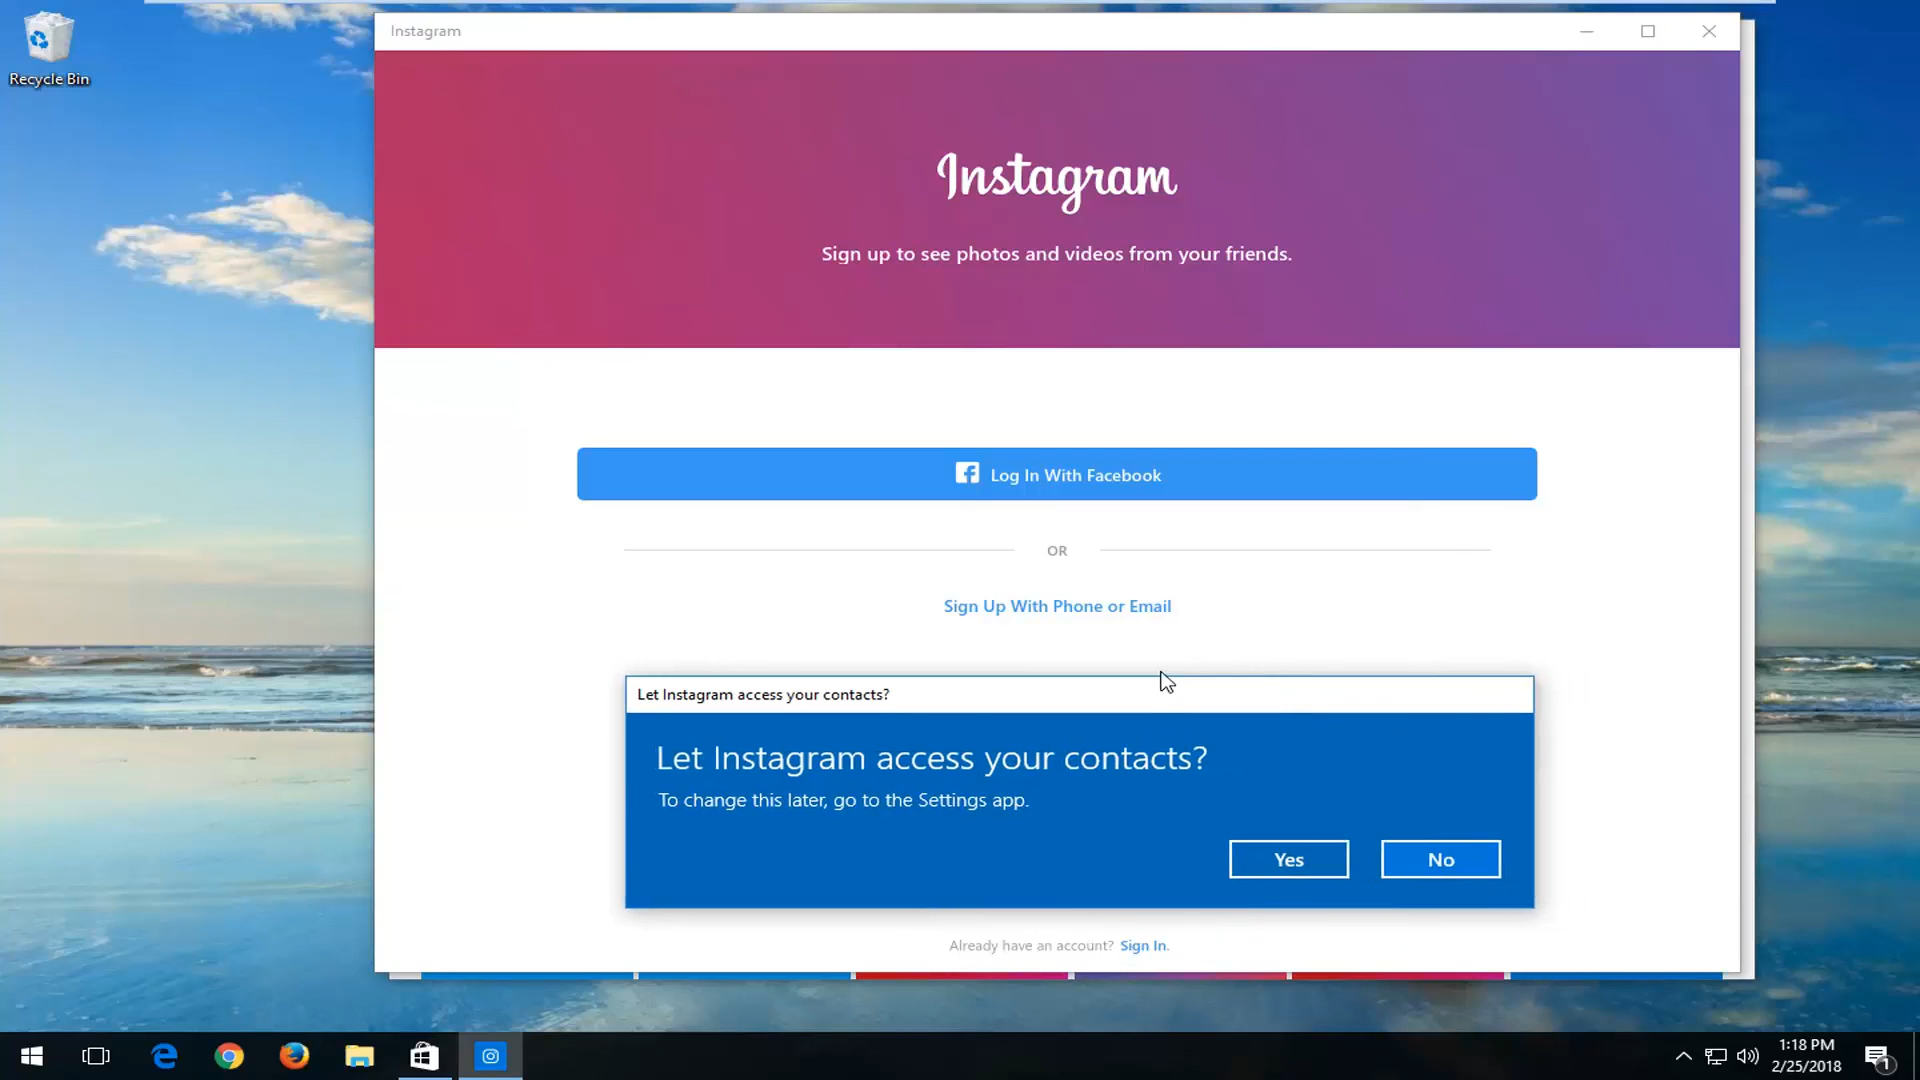 Recycle Bin
Instagram
Instagram
Sign up to see photos and videos from your friends.
Log In With Facebook
OR
Sign Up With Phone or Email
Let Instagram access your contacts?
Let Instagram access your contacts?
To change this later, go to the Settings app.
Yes No
Already have an account? Sign In.
1:18 PM
2/25/2018
1